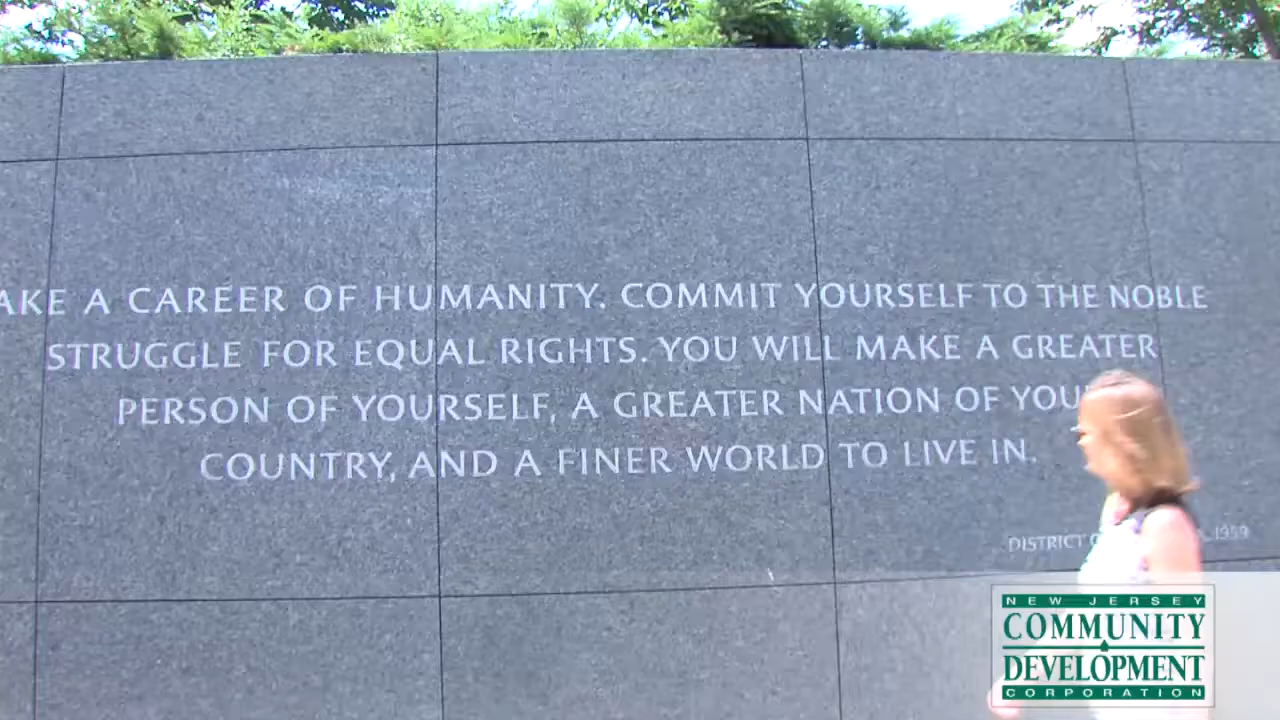 AKE A CAREER OF HUMANITY. COMMIT YOURSELF TO THE NOBLE
STRUGGLE FOR EQUAL RIGHTS. YOU WILL MAKE A GREATER
PERSON OF YOURSELF, A GREATER NATION OF YOU
COUNTRY, AND A FINER WORLD TO LIVE IN.
DISTRICT 1959
NEW JERSEY
COMMUNITY
DEVELOPMENT
CORPORATION